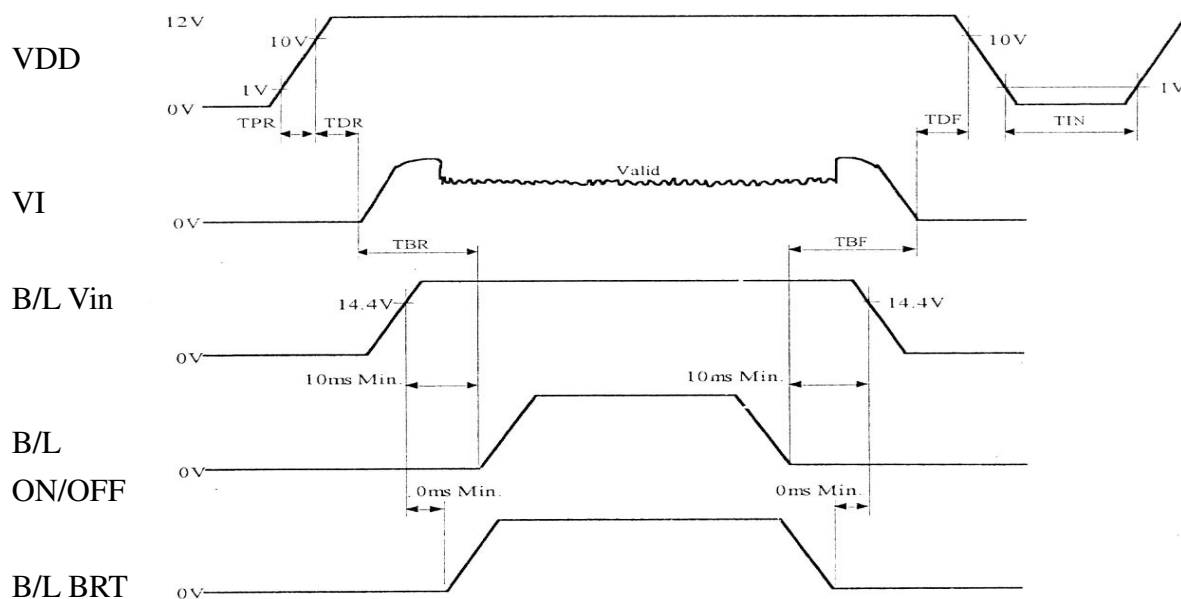 12V
10V
10V
VDD
1V
1V
0V
TPR
TDR
TDF
TIN
Valid
VI
0V
TBR
TBF
B/L Vin
14.4V
14.4V
0V
10ms Min.
10ms Min.
B/L
ON/OFF
0V
0ms Min.
0ms Min.
B/L BRT
0V